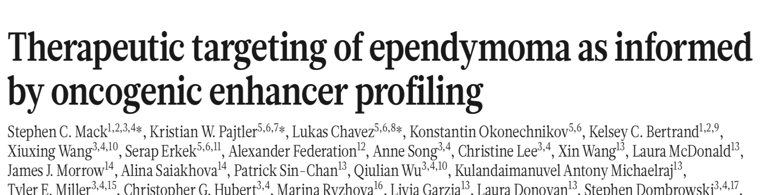 Therapeutic targeting of ependymoma as informed
by oncogenic enhancer profiling
Stephen C. Mack1,2,3,4*, Kristian W. Pajtler5,6,7*, Lukas Chavez5,6,8*, Konstantin Okonechnikov5,6, Kelsey C. Bertrand1,2,9,
Xiuxing Wang3,4,10, Serap Erkek5,6,11, Alexander Federation12, Anne Song3,4, Christine Lee3,4, Xin Wang13, Laura McDonald13,
James J. Morrow14, Alina Saiakhova14, Patrick Sin-Chan13, Qiulian Wu3,4,10, Kulandaimanuvel Antony Michaelraj13,
Tyler E. Miller3,4,15, Christopher G. Hubert3,4, Marina Ryzhova16, Livia Garzia13, Laura Donovan13, Stephen Dombrowski3,4,17,